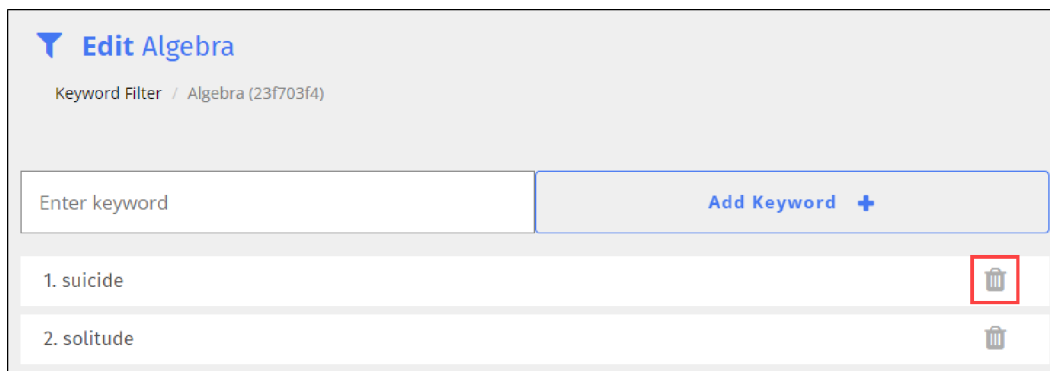 Edit Algebra
Keyword Filter / Algebra (23f703f4)
Enter keyword
Add Keyword +
1. suicide
2. solitude